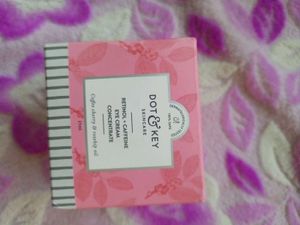 DOT & KEY
SKINCARE
RETINOL + CAFFEINE
EYE CREAM
CONCENTRATE
Coffee cherry & rosehip oil